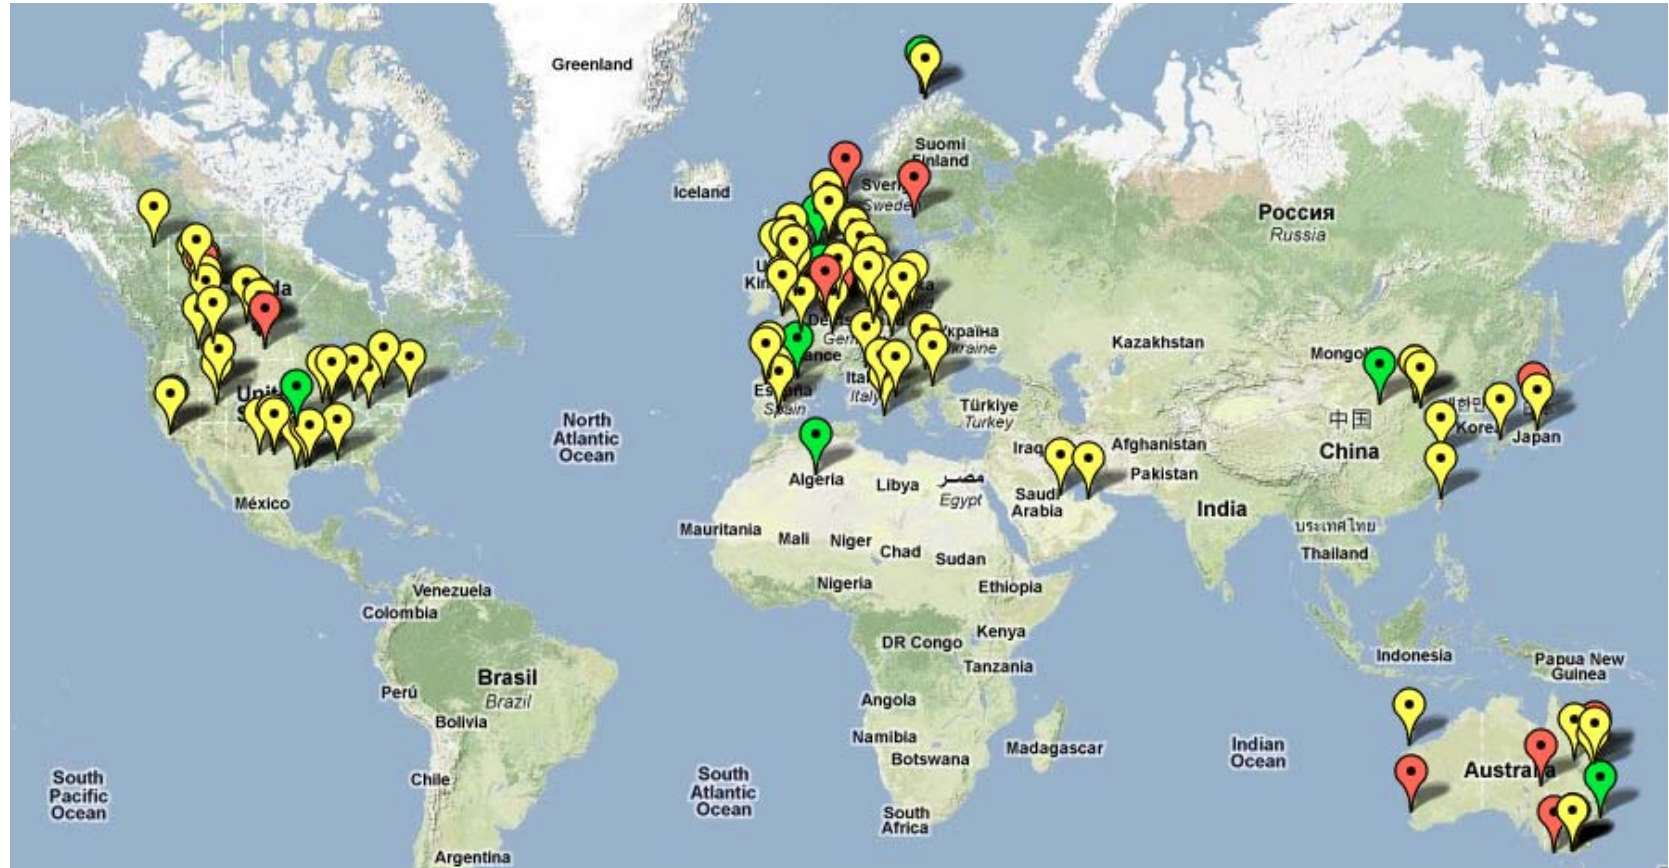 Greenland
Iceland
Suomi
Finland
Россия
Russia
Kazakhstan
Mongol
North
Atlantic
Ocean
España
Spain
Italy
Türkiye
Turkey
Iraq
Afghanistan
Pakistan
中国
China
Japan
Algeria
Libya
مصر
Egypt
Saudi
Arabia
India
ประเทศไทย
Thailand
México
Mauritania
Mali
Niger
Chad
Sudan
Nigeria
Ethiopia
Venezuela
Colombia
DR Congo
Kenya
Tanzania
Indonesia
Papua New
Guinea
Brasil
Brazil
Perú
Bolivia
Angola
Namibia
Botswana
Madagascar
Indian
Ocean
Chile
South
Pacific
Ocean
South
Atlantic
Ocean
South
Africa
Australia
Argentina